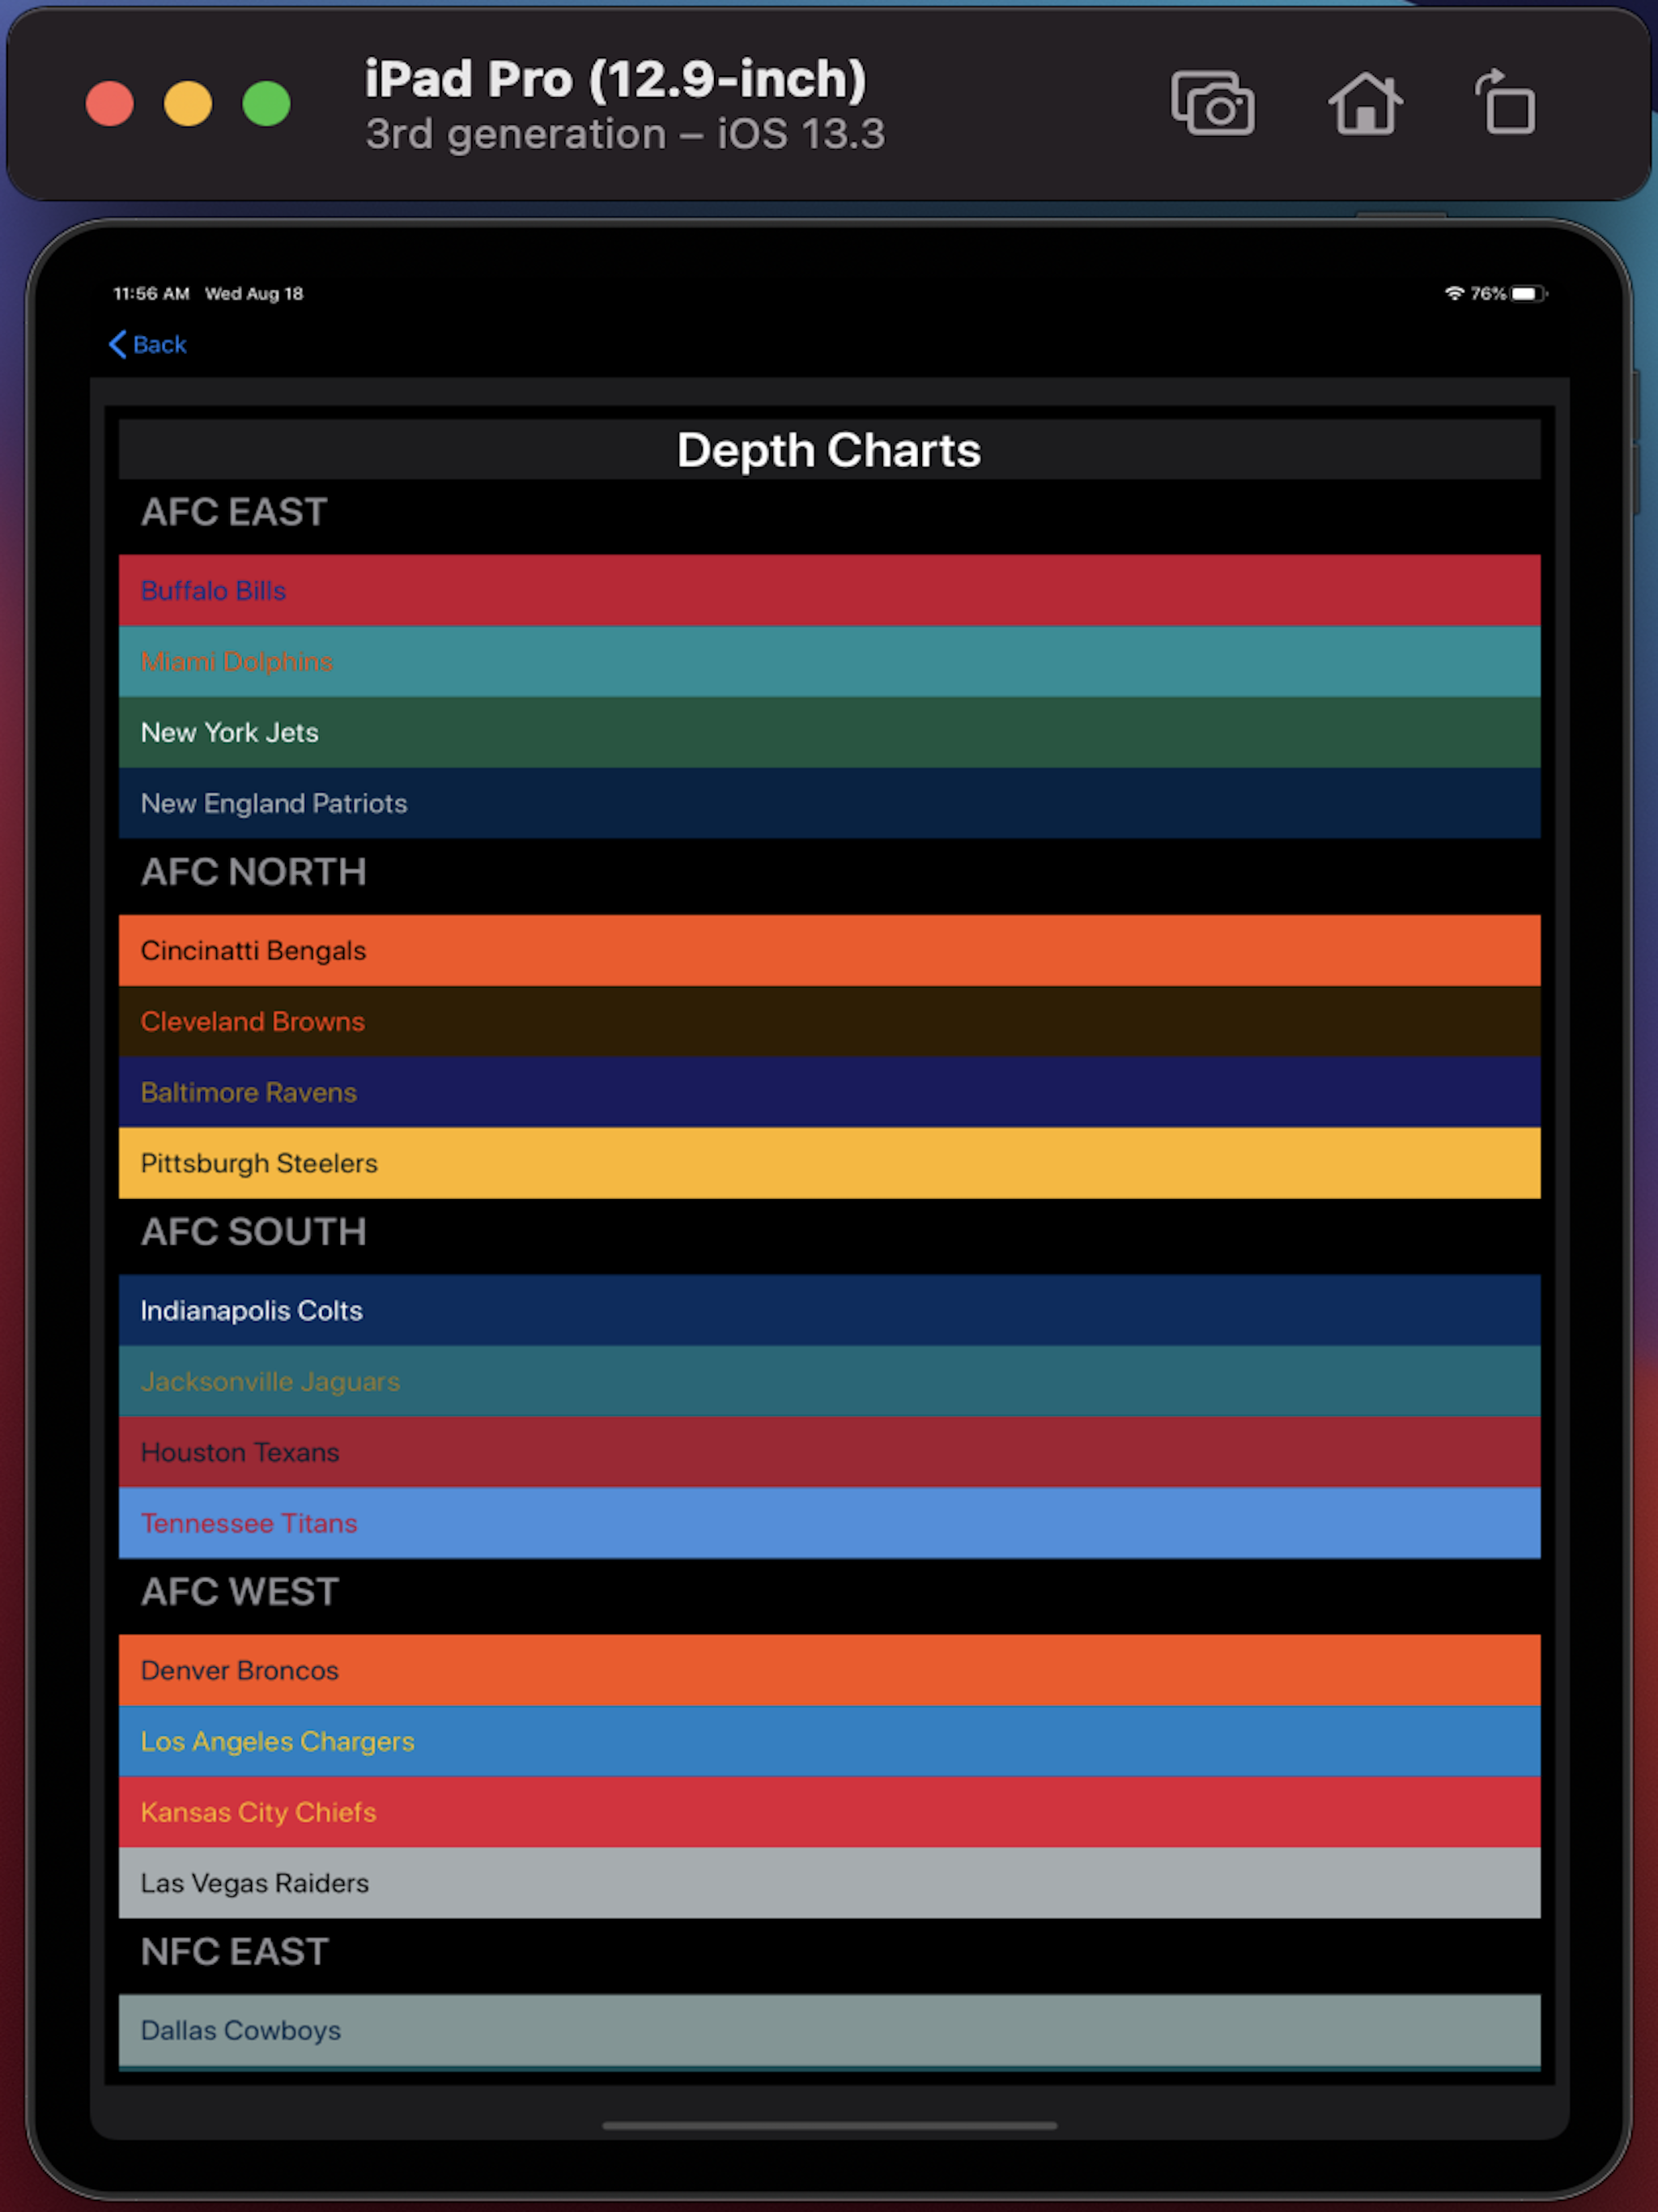 iPad Pro (12.9-inch)
3rd generation – iOS 13.3
11:56 AM Wed Aug 18 76%
Back
Depth Charts
AFC EAST
Buffalo Bills
Miami Dolphins
New York Jets
New England Patriots
AFC NORTH
Cincinatti Bengals
Cleveland Browns
Baltimore Ravens
Pittsburgh Steelers
AFC SOUTH
Indianapolis Colts
Jacksonville Jaguars
Houston Texans
Tennessee Titans
AFC WEST
Denver Broncos
Los Angeles Chargers
Kansas City Chiefs
Las Vegas Raiders
NFC EAST
Dallas Cowboys